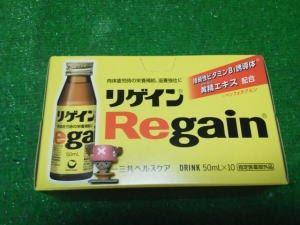 肉体疲労時の栄養補給、滋養強壮に
持続性ビタミンB1誘導体
黄精エキス 配合
リゲイン
Regain
リゲイン
Regain
50mL
三共ヘルスケア DRINK 50mL×10 指定医薬部外品